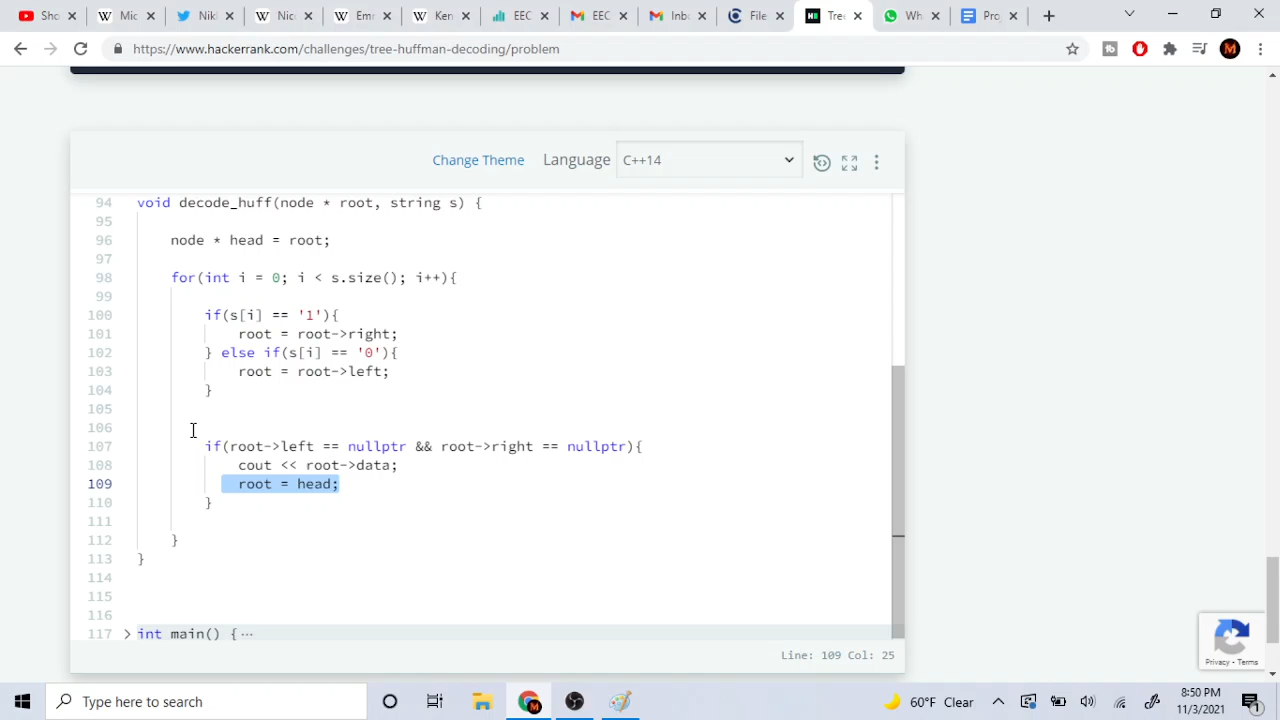 Sho
Mic
Niki
Nic
Enti
Ken
EEC
EEC
Inb
File
Tree
Wh
Pro
https://www.hackerrank.com/challenges/tree-huffman-decoding/problem
Change Theme Language C++14
94 void decode_huff(node * root, string s) {
95
96 node * head = root;
97
98 for(int i = 0; i < s.size(); i++){
99
100 if(s[i] == '1'){
101 root = root->right;
102 } else if(s[i] == '0'){
103 root = root->left;
104 }
105
106
107 if(root->left == nullptr && root->right == nullptr){
108 cout << root->data;
109 root = head;
110 }
111
112 }
113 }
114
115
116
117 int main() {
Line: 109 Col: 25
Privacy - Terms
Type here to search
60°F Clear
8:50 PM
11/3/2021